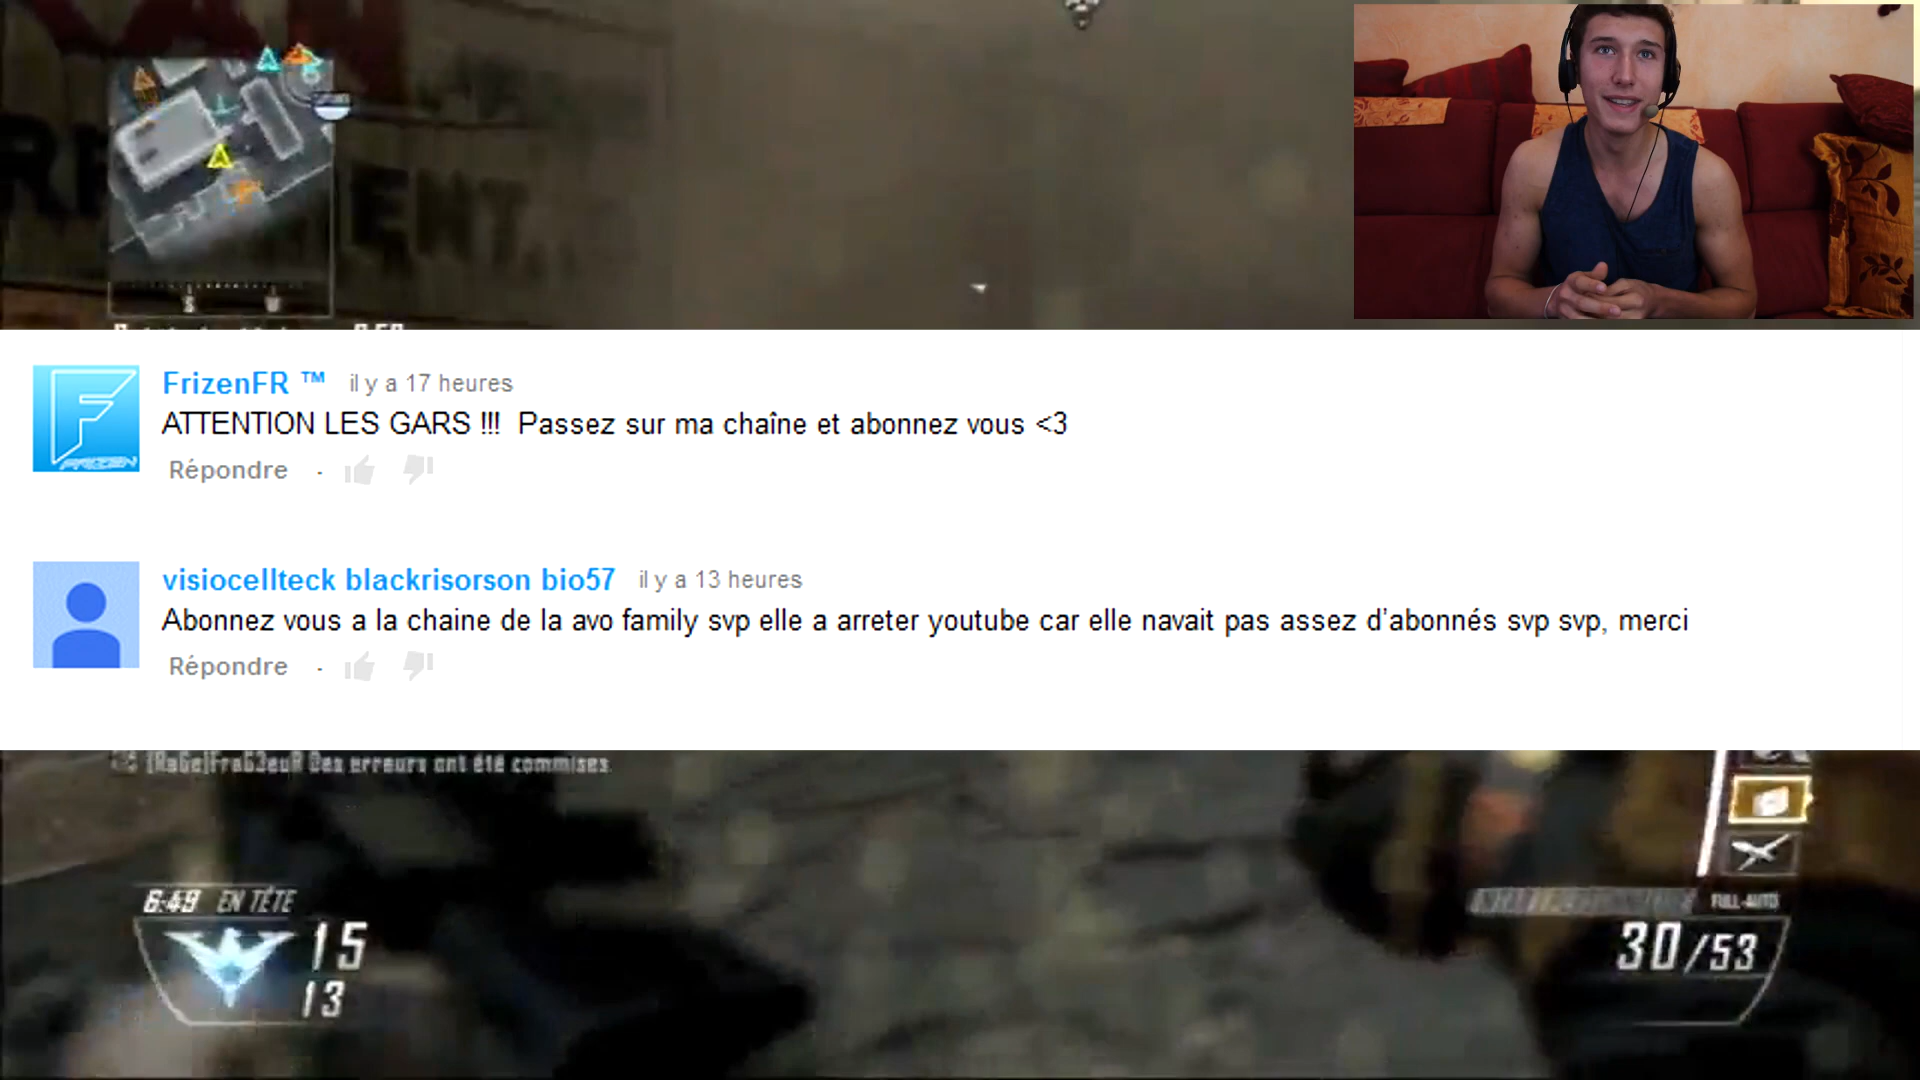 FrizenFR ™ il y a 17 heures
ATTENTION LES GARS !!! Passez sur ma chaîne et abonnez vous <3
Répondre
visiocellteck blackrisorson bio57 il y a 13 heures
Abonnez vous a la chaine de la avo family svp elle a arreter youtube car elle navait pas assez d'abonnés svp svp, merci
Répondre
Des erreurs ont été commises.
6:49 EN TÊTE
15
13
FULL-AUTO
30/53